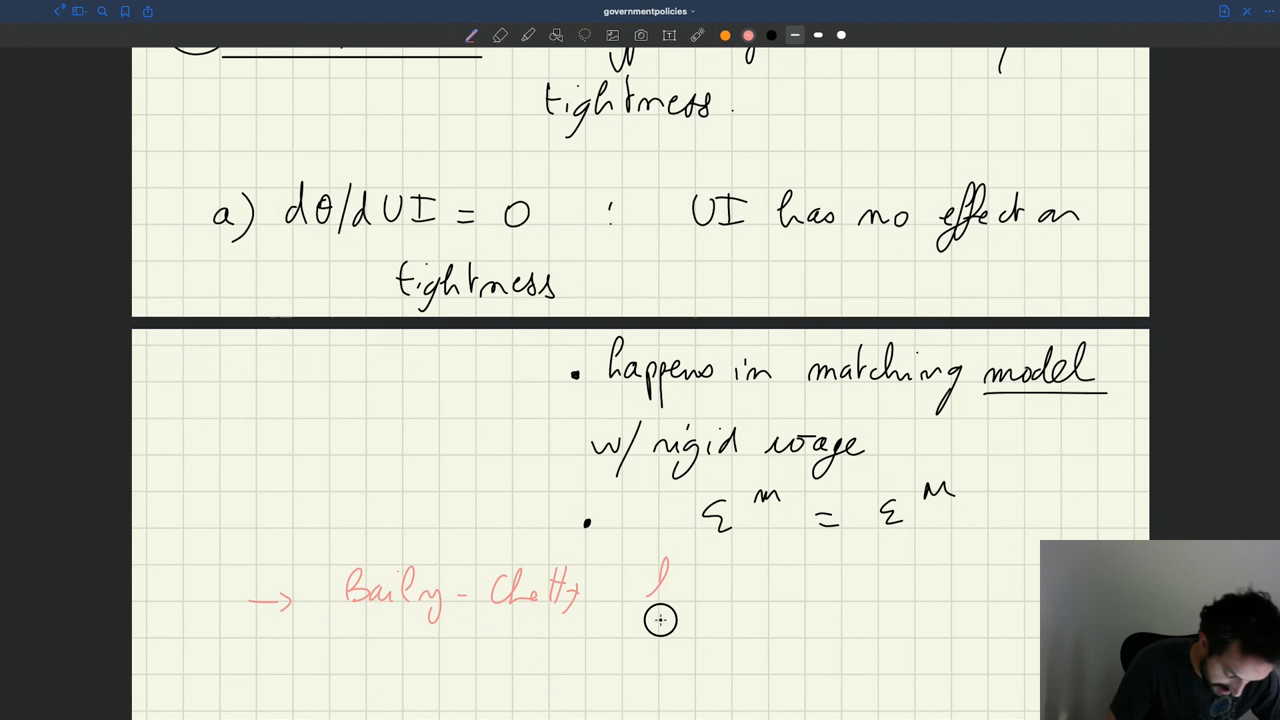 governmentpolicies
tightness.
a) dθ/dUI = 0 : UI has no effect on
tightness
• happens in matching model
w/ rigid wage
• ε^m = ε^M
→ Baily - Chetty